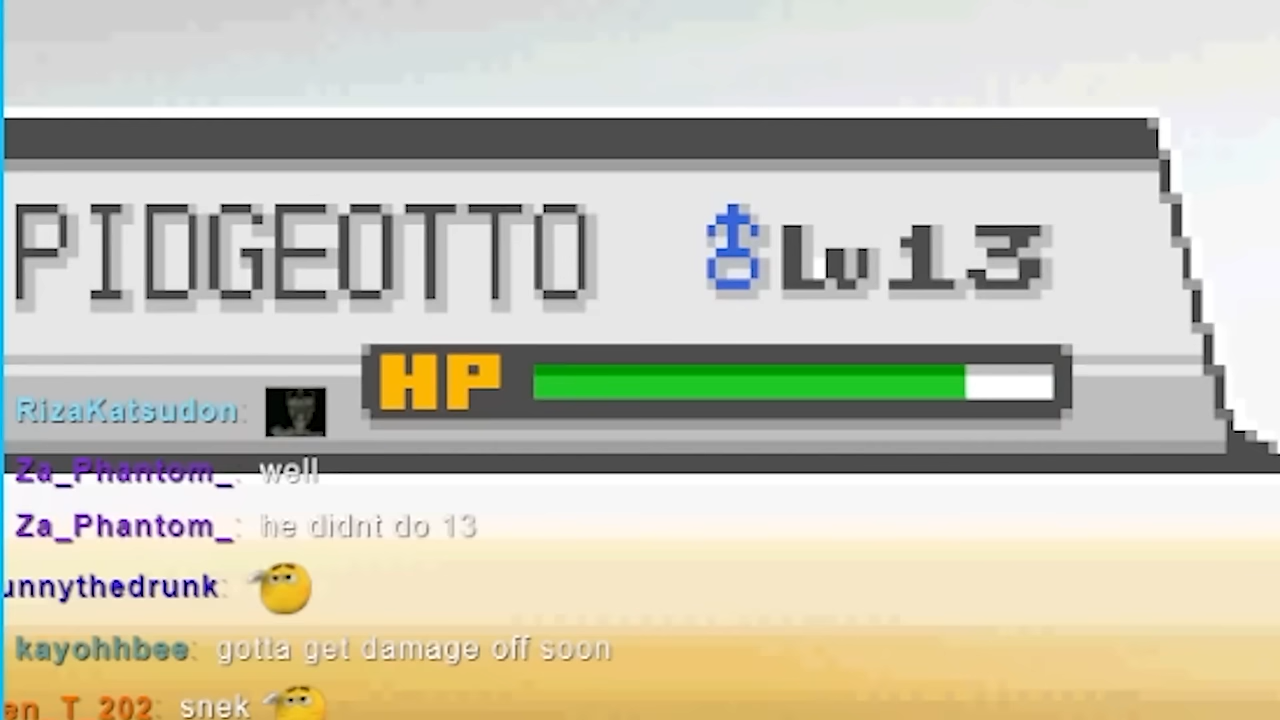 PIDGEOTTO ♂Lv13
HP
RizaKatsudon:
Za_Phantom_: well
Za_Phantom_: he didnt do 13
unnythedrunk:
kayohhbee: gotta get damage off soon
en_T_202: snek